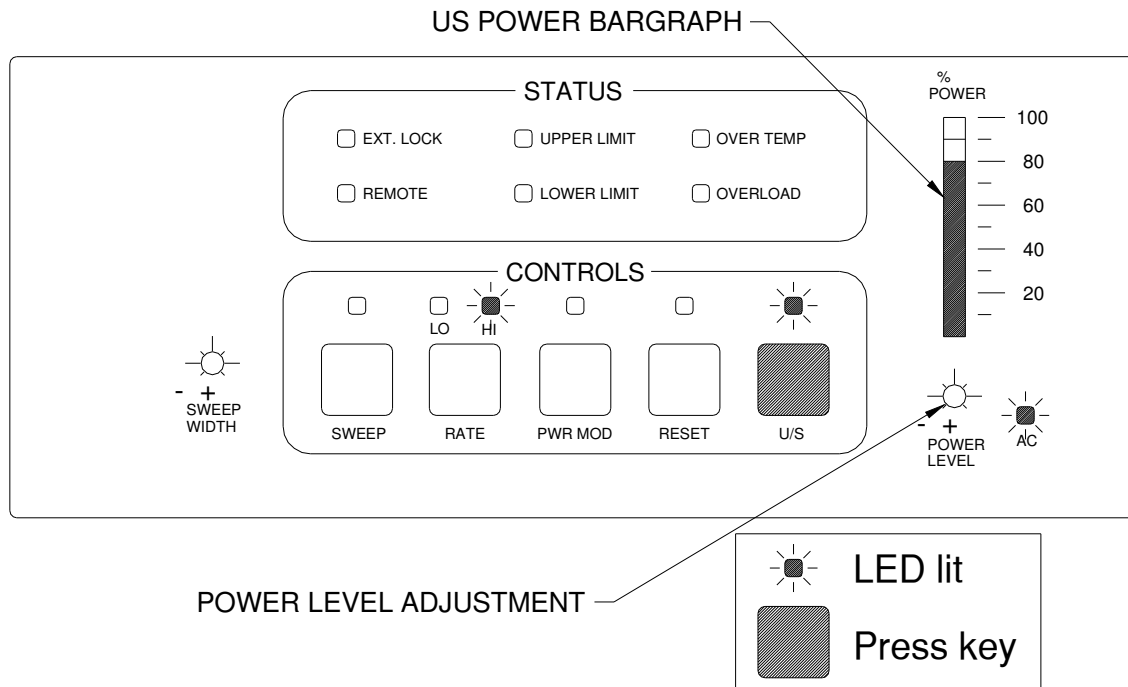 US POWER BARGRAPH
STATUS
EXT. LOCK
UPPER LIMIT
OVER TEMP
REMOTE
LOWER LIMIT
OVERLOAD
%
POWER
100
80
60
40
20
CONTROLS
LO
HI
SWEEP
RATE
PWR MOD
RESET
U/S
- +
SWEEP
WIDTH
- +
POWER
LEVEL
AC
POWER LEVEL ADJUSTMENT
LED lit
Press key